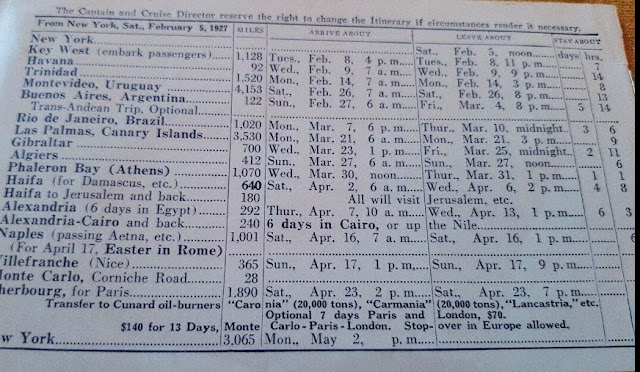 The Captain and Cruise Director reserve the right to change the Itinerary if circumstances render it necessary.
From New York, Sat., February 5, 1927 MILES ARRIVE ABOUT LEAVE ABOUT STAY ABOUT
New York Sat., Feb. 5, noon days hrs.
Key West (embark passengers) 1,128 Tues., Feb. 8, 4 p. m. Tues., Feb. 8, 11 p. m. 7
Havana 92 Wed., Feb. 9, 7 a. m. Wed., Feb. 9, 9 p. m. 14
Trinidad 1,520 Mon., Feb. 14, 7 a. m. Mon., Feb. 14, 3 p. m. 8
Montevideo, Uruguay 4,153 Sat., Feb. 26, 7 a. m. Sat., Feb. 26, 8 p. m. 13
Buenos Aires, Argentina 122 Sun., Feb. 27, 6 a. m. Fri., Mar. 4, 8 p. m. 5 14
Trans-Andean Trip, Optional
Rio de Janeiro, Brazil 1,020 Mon., Mar. 7, 6 p. m. Thur., Mar. 10, midnight 3 6
Las Palmas, Canary Islands 3,530 Mon., Mar. 21, 6 a. m. Mon., Mar. 21, 3 p. m. 9
Gibraltar 700 Wed., Mar. 23, 1 p. m. Fri., Mar. 25, midnight 2 11
Algiers 412 Sun., Mar. 27, 6 a. m. Sun., Mar. 27, noon 6
Phaleron Bay (Athens) 1,070 Wed., Mar. 30, noon Thur., Mar. 31, 1 p. m. 1 1
Haifa (for Damascus, etc.) 640 Sat., Apr. 2, 6 a. m. Wed., Apr. 6, 2 p. m. 4 8
Haifa to Jerusalem and back 180 All will visit Jerusalem, etc.
Alexandria (6 days in Egypt) 292 Thur., Apr. 7, 10 a. m. Wed., Apr. 13, 1 p. m. 6 3
Alexandria-Cairo and back 240 6 days in Cairo, or up the Nile.
Naples (passing Aetna, etc.) 1,001 Sat., Apr. 16, 7 a. m. Sat., Apr. 16, 1 p. m. 6
(For April 17, Easter in Rome)
Villefranche (Nice) 365 Sun., Apr. 17, 1 p. m. Sun., Apr. 17, 9 p. m.
onte Carlo, Corniche Road. 28
herbourg, for Paris 1,890 Sat., Apr. 23, 2 p. m. Sat., Apr. 23, 7 p. m.
Transfer to Cunard oil-burners "Caro nia" (20,000 tons), "Carmania" (20,000 tons), "Lancastria," etc.
$140 for 13 Days, Monte Carlo-Paris-London. Optional 7 days Paris and London, $70. Stop-over in Europe allowed.
w York 3,065 Mon., May 2, p. m.